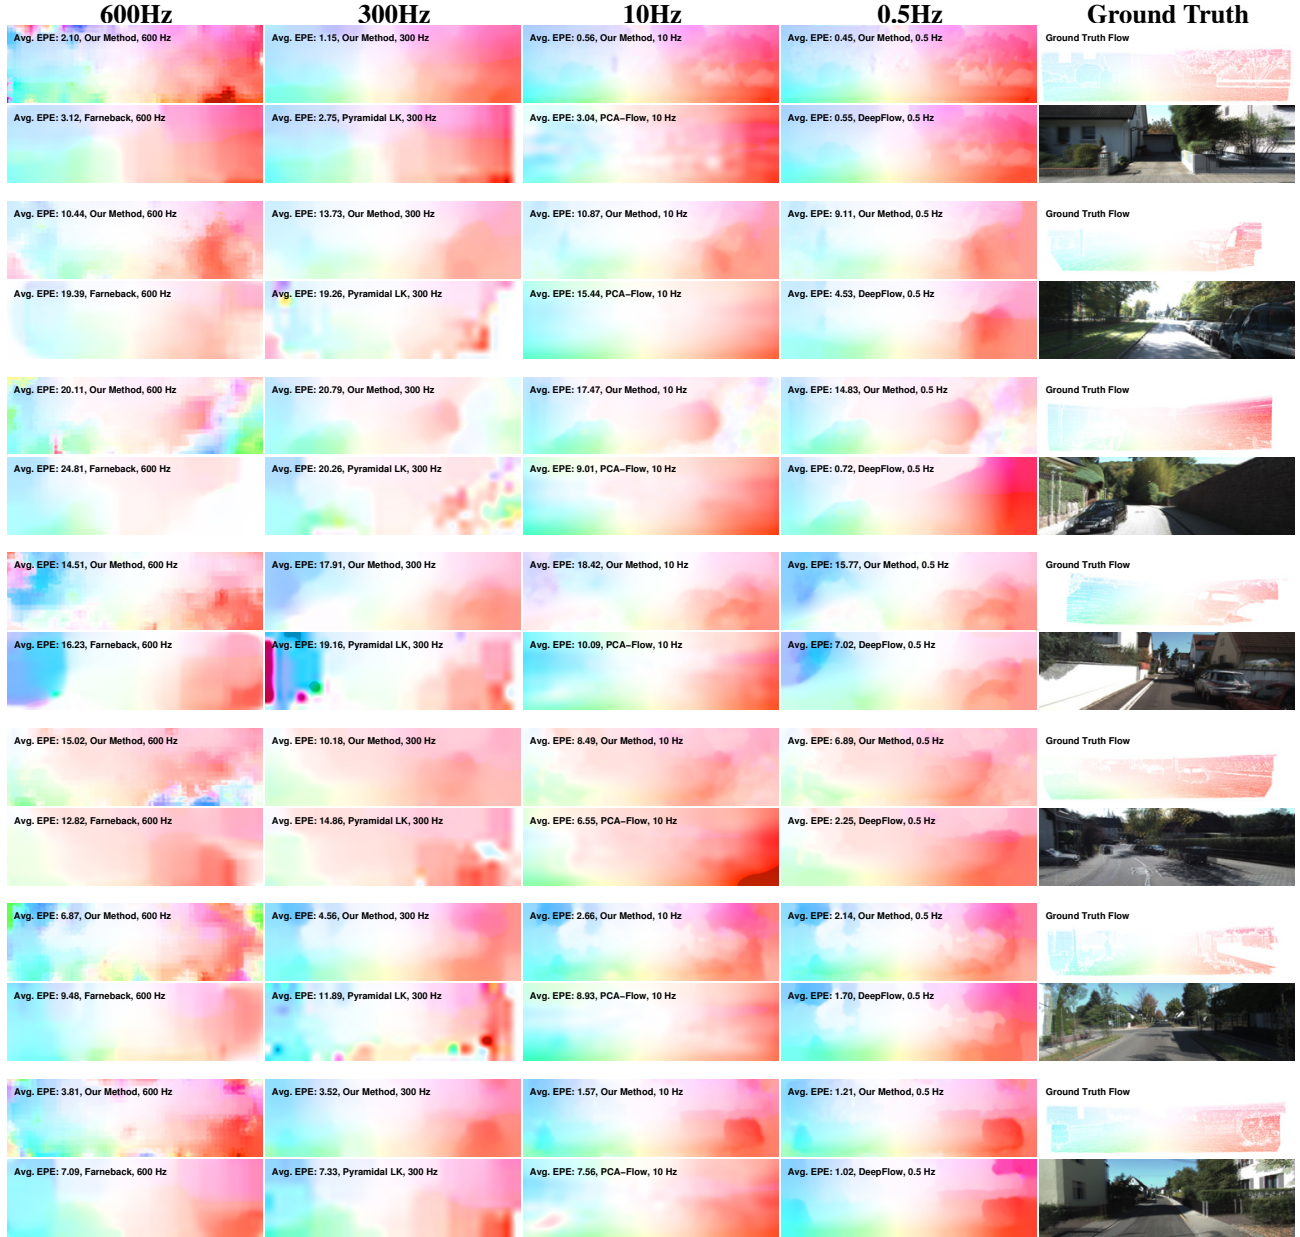 600Hz 300Hz 10Hz 0.5Hz Ground Truth
Avg. EPE: 2.10, Our Method, 600 Hz Avg. EPE: 1.15, Our Method, 300 Hz Avg. EPE: 0.56, Our Method, 10 Hz Avg. EPE: 0.45, Our Method, 0.5 Hz Ground Truth Flow
Avg. EPE: 3.12, Farneback, 600 Hz Avg. EPE: 2.75, Pyramidal LK, 300 Hz Avg. EPE: 3.04, PCA-Flow, 10 Hz Avg. EPE: 0.55, DeepFlow, 0.5 Hz
Avg. EPE: 10.44, Our Method, 600 Hz Avg. EPE: 13.73, Our Method, 300 Hz Avg. EPE: 10.87, Our Method, 10 Hz Avg. EPE: 9.11, Our Method, 0.5 Hz Ground Truth Flow
Avg. EPE: 19.39, Farneback, 600 Hz Avg. EPE: 19.26, Pyramidal LK, 300 Hz Avg. EPE: 15.44, PCA-Flow, 10 Hz Avg. EPE: 4.53, DeepFlow, 0.5 Hz
Avg. EPE: 20.11, Our Method, 600 Hz Avg. EPE: 20.79, Our Method, 300 Hz Avg. EPE: 17.47, Our Method, 10 Hz Avg. EPE: 14.83, Our Method, 0.5 Hz Ground Truth Flow
Avg. EPE: 24.81, Farneback, 600 Hz Avg. EPE: 20.26, Pyramidal LK, 300 Hz Avg. EPE: 9.01, PCA-Flow, 10 Hz Avg. EPE: 0.72, DeepFlow, 0.5 Hz
Avg. EPE: 14.51, Our Method, 600 Hz Avg. EPE: 17.91, Our Method, 300 Hz Avg. EPE: 18.42, Our Method, 10 Hz Avg. EPE: 15.77, Our Method, 0.5 Hz Ground Truth Flow
Avg. EPE: 16.23, Farneback, 600 Hz Avg. EPE: 19.16, Pyramidal LK, 300 Hz Avg. EPE: 10.09, PCA-Flow, 10 Hz Avg. EPE: 7.02, DeepFlow, 0.5 Hz
Avg. EPE: 15.02, Our Method, 600 Hz Avg. EPE: 10.18, Our Method, 300 Hz Avg. EPE: 8.49, Our Method, 10 Hz Avg. EPE: 6.89, Our Method, 0.5 Hz Ground Truth Flow
Avg. EPE: 12.82, Farneback, 600 Hz Avg. EPE: 14.86, Pyramidal LK, 300 Hz Avg. EPE: 6.55, PCA-Flow, 10 Hz Avg. EPE: 2.25, DeepFlow, 0.5 Hz
Avg. EPE: 6.87, Our Method, 600 Hz Avg. EPE: 4.56, Our Method, 300 Hz Avg. EPE: 2.66, Our Method, 10 Hz Avg. EPE: 2.14, Our Method, 0.5 Hz Ground Truth Flow
Avg. EPE: 9.48, Farneback, 600 Hz Avg. EPE: 11.89, Pyramidal LK, 300 Hz Avg. EPE: 8.93, PCA-Flow, 10 Hz Avg. EPE: 1.70, DeepFlow, 0.5 Hz
Avg. EPE: 3.81, Our Method, 600 Hz Avg. EPE: 3.52, Our Method, 300 Hz Avg. EPE: 1.57, Our Method, 10 Hz Avg. EPE: 1.21, Our Method, 0.5 Hz Ground Truth Flow
Avg. EPE: 7.09, Farneback, 600 Hz Avg. EPE: 7.33, Pyramidal LK, 300 Hz Avg. EPE: 7.56, PCA-Flow, 10 Hz Avg. EPE: 1.02, DeepFlow, 0.5 Hz